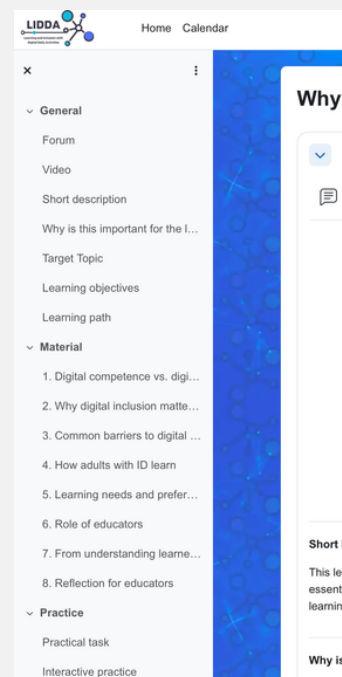 LIDDA
Home Calendar
General
Forum
Video
Short description
Why is this important for the l...
Target Topic
Learning objectives
Learning path
Material
1. Digital competence vs. digi...
2. Why digital inclusion matte...
3. Common barriers to digital ...
4. How adults with ID learn
5. Learning needs and prefer...
6. Role of educators
7. From understanding learne...
8. Reflection for educators
Practice
Practical task
Interactive practice
Why
Short
This le
essent
learnin
Why is